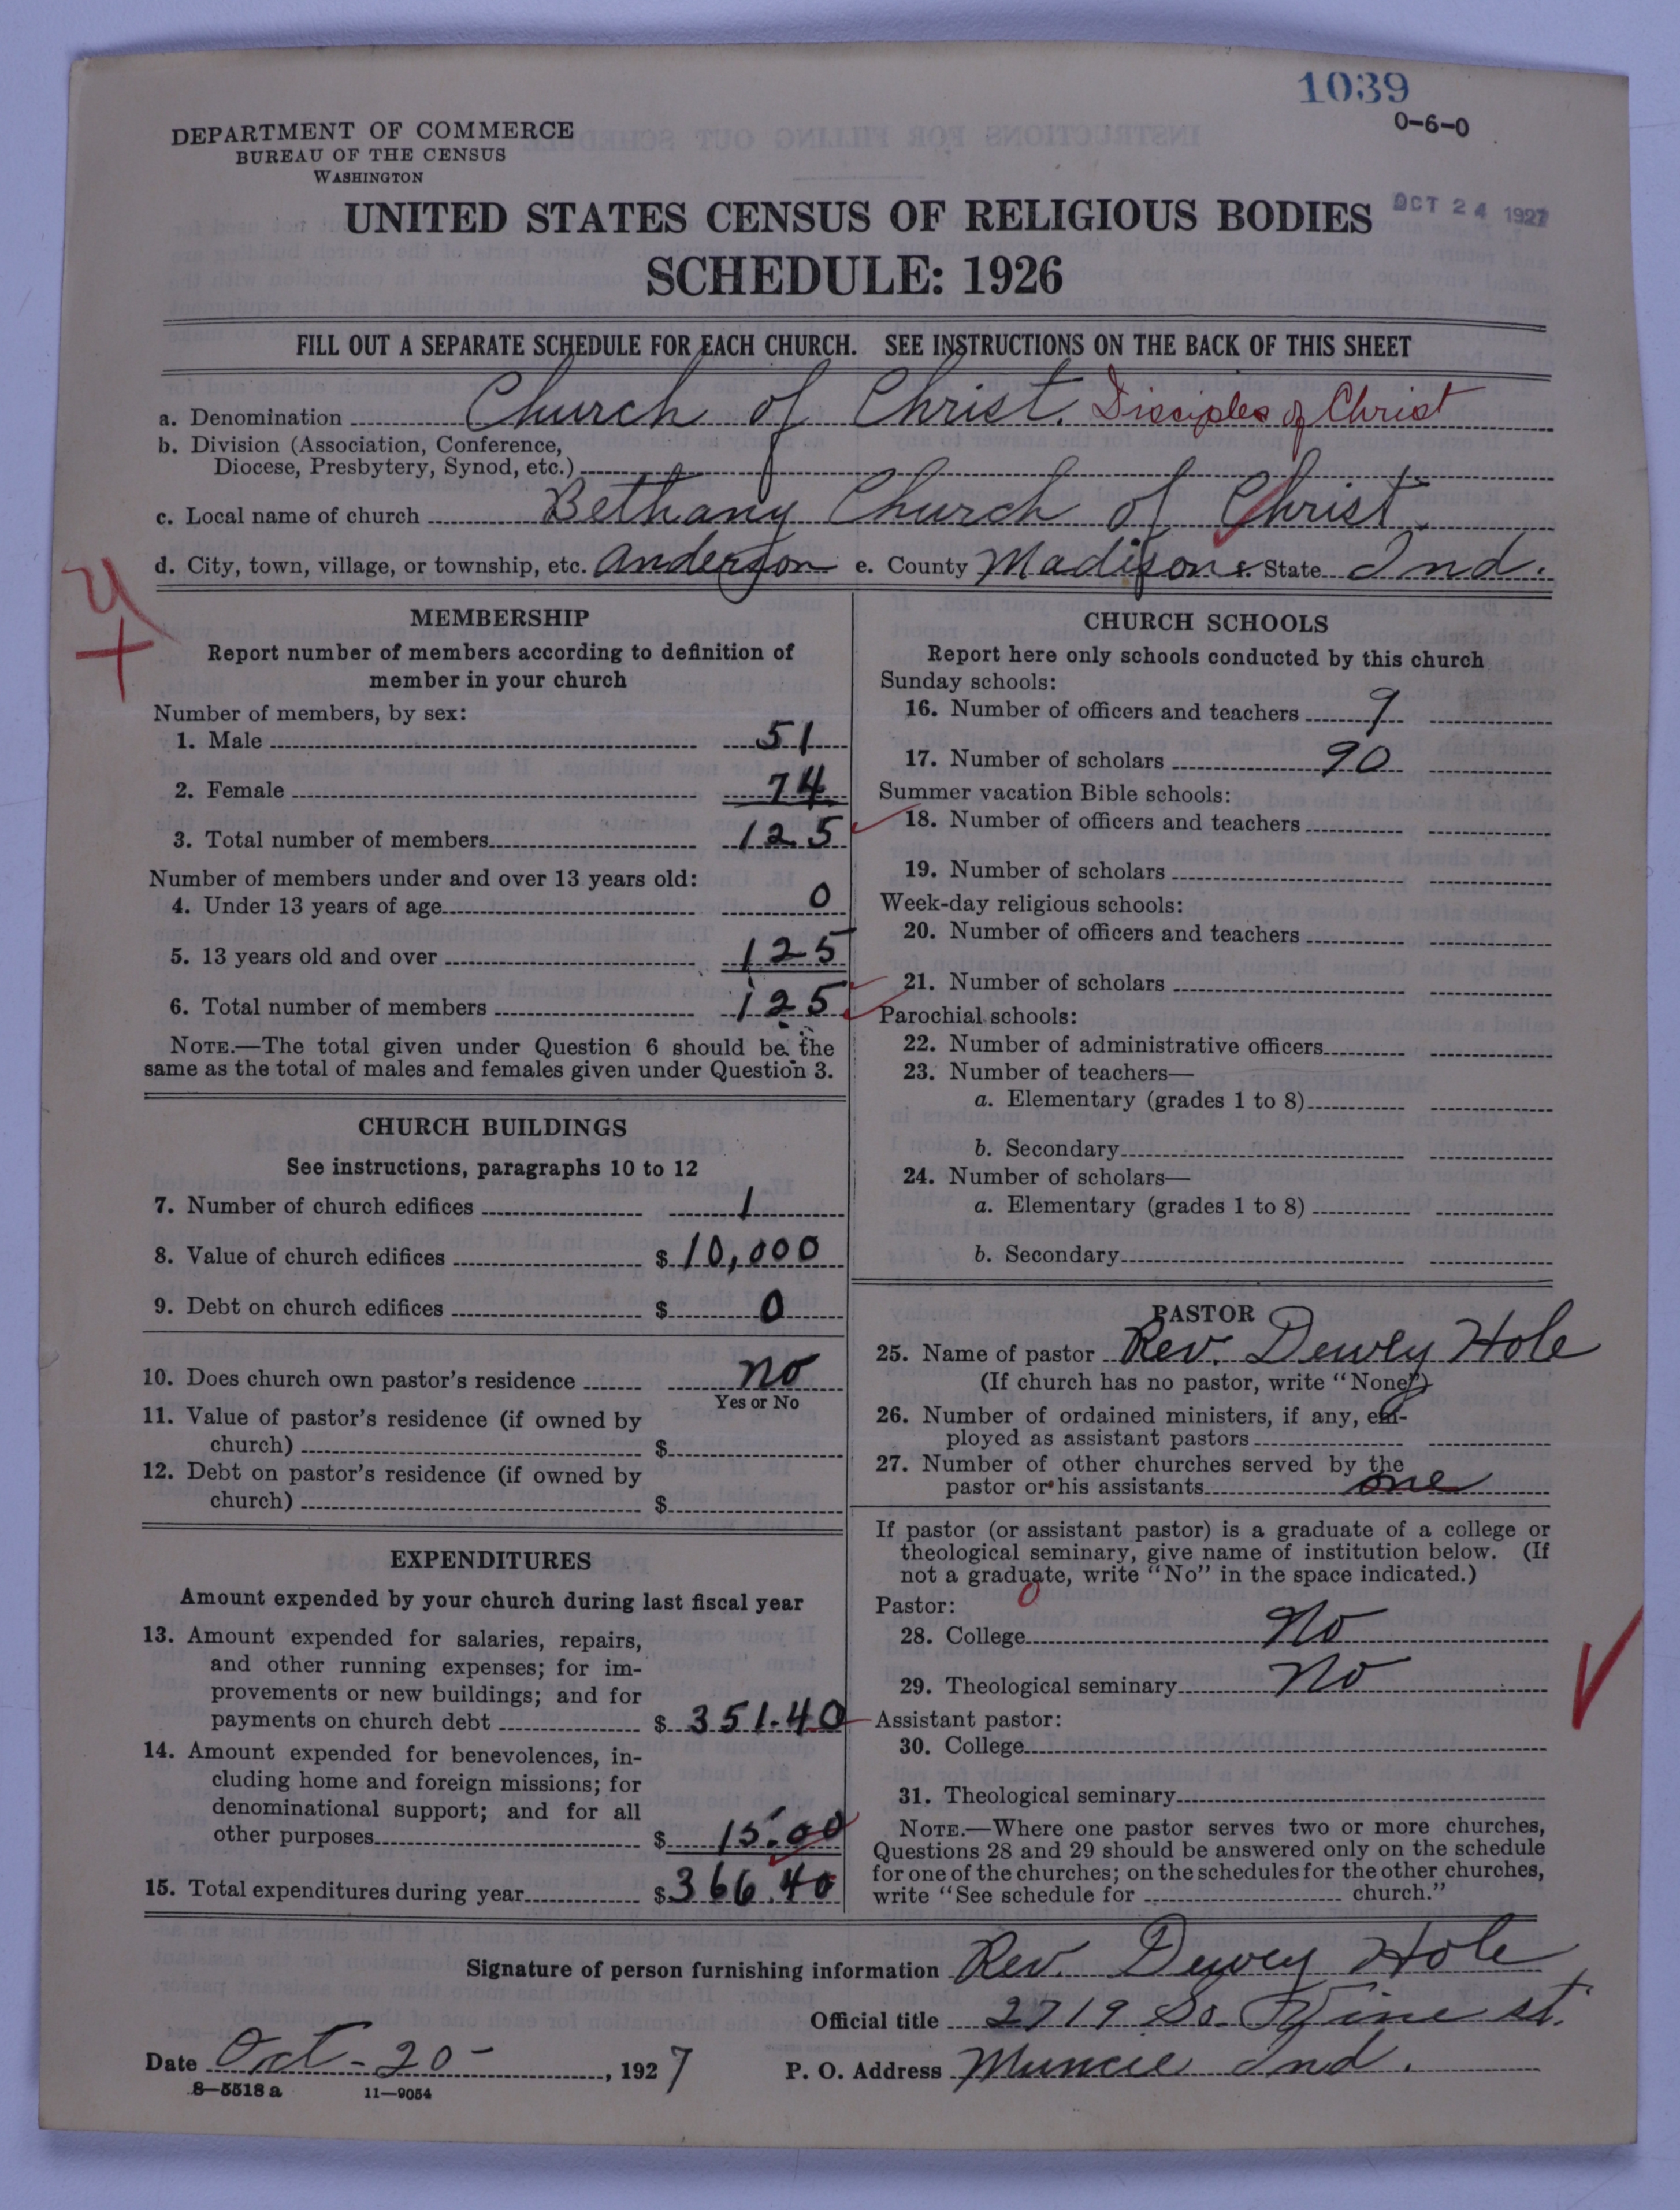 1039
0-6-0
DEPARTMENT OF COMMERCE
BUREAU OF THE CENSUS
WASHINGTON
OCT 24 1927
UNITED STATES CENSUS OF RELIGIOUS BODIES
SCHEDULE: 1926
FILL OUT A SEPARATE SCHEDULE FOR EACH CHURCH. SEE INSTRUCTIONS ON THE BACK OF THIS SHEET
a. Denomination Church of Christ. Disciples of Christ
b. Division (Association, Conference,
Diocese, Presbytery, Synod, etc.)
c. Local name of church Bethany Church of Christ.
d. City, town, village, or township, etc. Anderson e. County Madison f. State Ind.
MEMBERSHIP
Report number of members according to definition of
member in your church
Number of members, by sex:
1. Male 51
2. Female 74
3. Total number of members 125
Number of members under and over 13 years old:
4. Under 13 years of age 0
5. 13 years old and over 125
6. Total number of members 125
NOTE.—The total given under Question 6 should be the
same as the total of males and females given under Question 3.
CHURCH BUILDINGS
See instructions, paragraphs 10 to 12
7. Number of church edifices 1
8. Value of church edifices $ 10,000
9. Debt on church edifices $ 0
10. Does church own pastor's residence no
Yes or No
11. Value of pastor's residence (if owned by
church) $
12. Debt on pastor's residence (if owned by
church) $
EXPENDITURES
Amount expended by your church during last fiscal year
13. Amount expended for salaries, repairs,
and other running expenses; for im-
provements or new buildings; and for
payments on church debt $ 351.40
14. Amount expended for benevolences, in-
cluding home and foreign missions; for
denominational support; and for all
other purposes $ 15.00
15. Total expenditures during year $ 366.40
CHURCH SCHOOLS
Report here only schools conducted by this church
Sunday schools:
16. Number of officers and teachers 9
17. Number of scholars 90
Summer vacation Bible schools:
18. Number of officers and teachers
19. Number of scholars
Week-day religious schools:
20. Number of officers and teachers
21. Number of scholars
Parochial schools:
22. Number of administrative officers
23. Number of teachers—
a. Elementary (grades 1 to 8)
b. Secondary
24. Number of scholars—
a. Elementary (grades 1 to 8)
b. Secondary
PASTOR
25. Name of pastor Rev. Dewey Hole
(If church has no pastor, write "None")
26. Number of ordained ministers, if any, em-
ployed as assistant pastors
27. Number of other churches served by the
pastor or his assistants one
If pastor (or assistant pastor) is a graduate of a college or
theological seminary, give name of institution below. (If
not a graduate, write "No" in the space indicated.)
Pastor: 0
28. College No
29. Theological seminary No
Assistant pastor:
30. College
31. Theological seminary
NOTE.—Where one pastor serves two or more churches,
Questions 28 and 29 should be answered only on the schedule
for one of the churches; on the schedules for the other churches,
write "See schedule for church."
Signature of person furnishing information Rev. Dewey Hole
Official title 2719 So. Vine st.
Date Oct-20-, 1927 P. O. Address Muncie Ind.
8—5518 a 11—9054